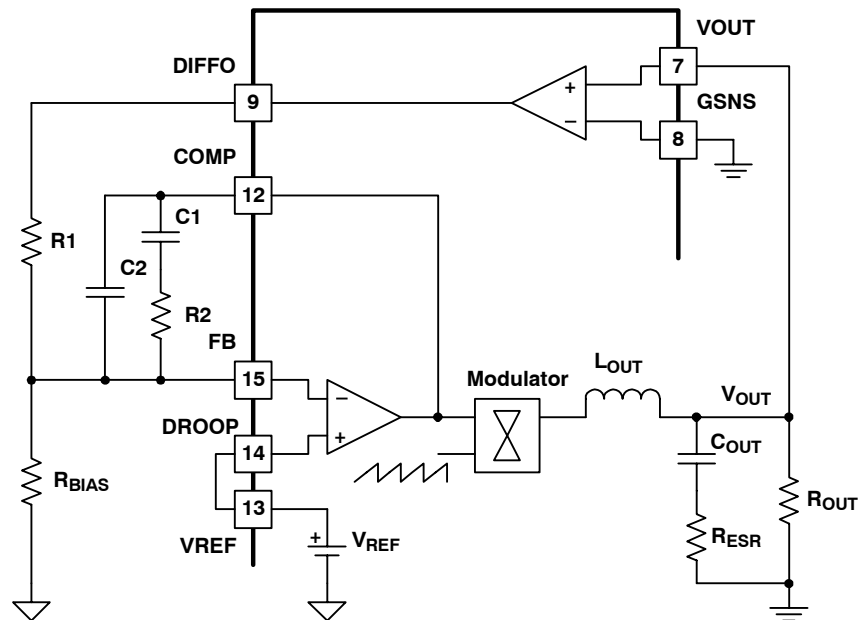 VOUT
DIFFO
7
9
GSNS
8
COMP
12
C1
R1
C2
R2
FB
15
Modulator
LOUT
VOUT
DROOP
COUT
14
RBIAS
ROUT
13
RESR
VREF
VREF